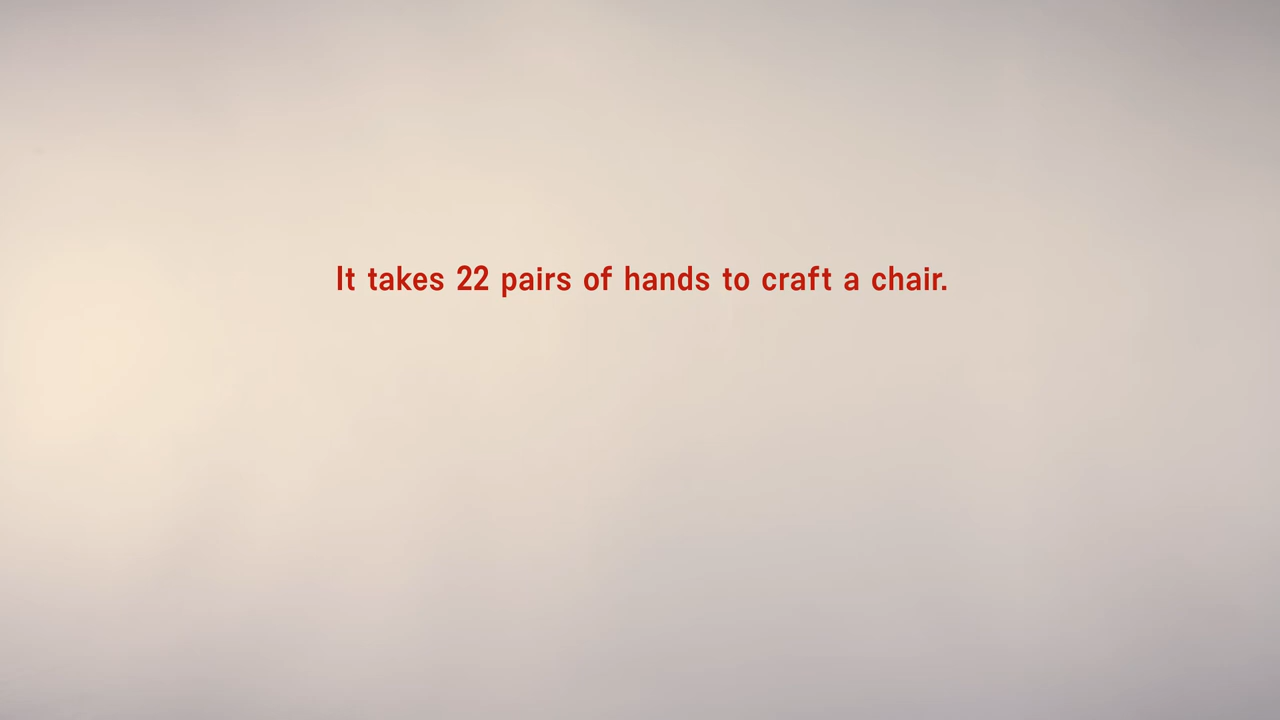 It takes 22 pairs of hands to craft a chair.